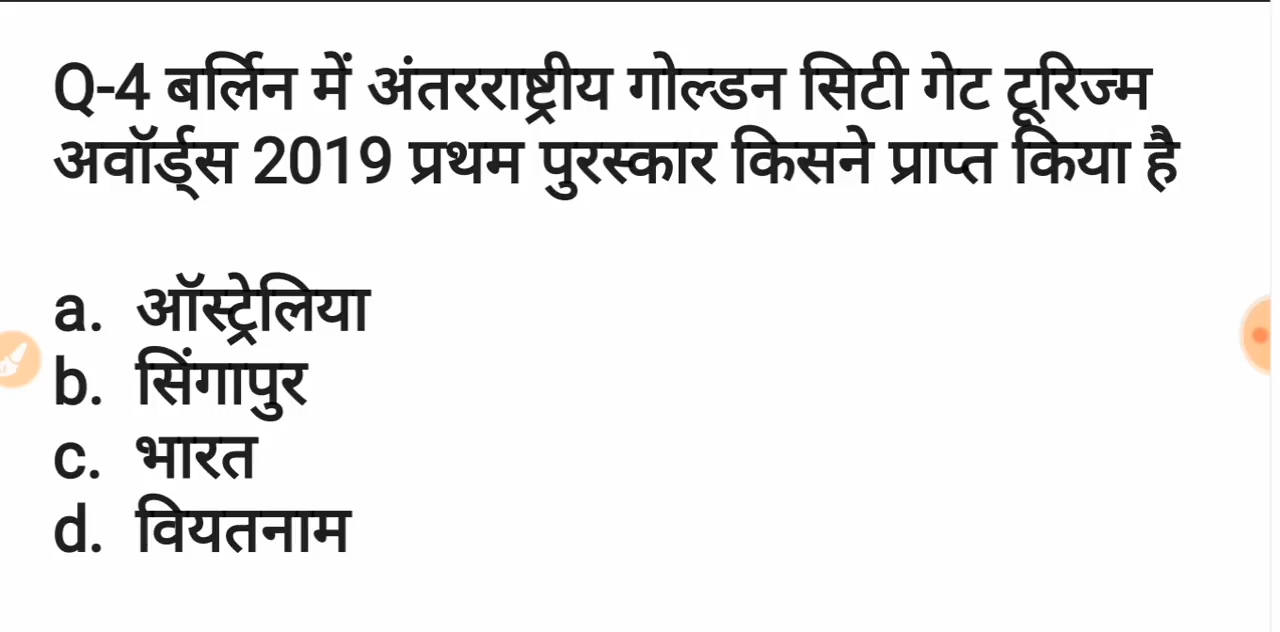 Q-4 बर्लिन में अंतरराष्ट्रीय गोल्डन सिटी गेट टूरिज्म
अवॉर्ड्स 2019 प्रथम पुरस्कार किसने प्राप्त किया है
a. ऑस्ट्रेलिया
b. सिंगापुर
c. भारत
d. वियतनाम